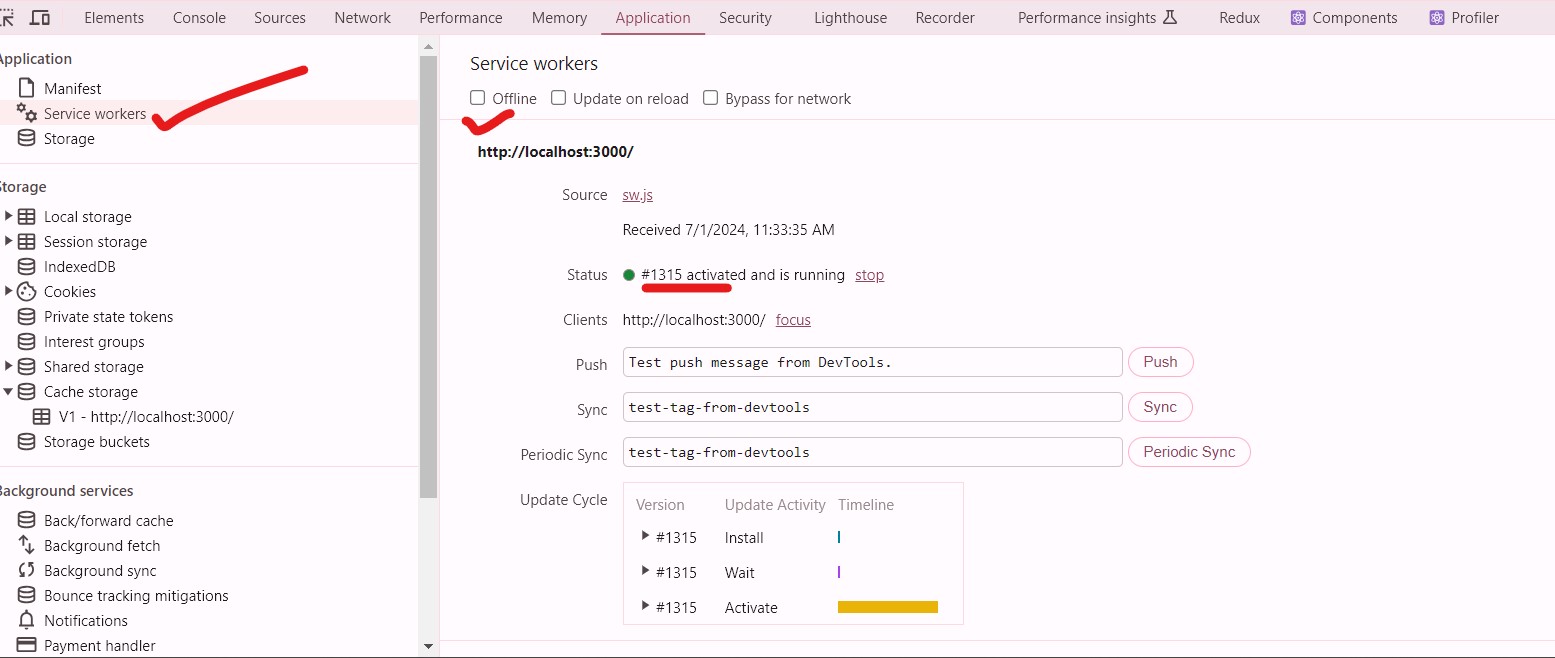 Elements Console Sources Network Performance Memory Application Security Lighthouse Recorder Performance insights Redux Components Profiler
Application
Manifest
Service workers
Storage
Storage
Local storage
Session storage
IndexedDB
Cookies
Private state tokens
Interest groups
Shared storage
Cache storage
V1 - http://localhost:3000/
Storage buckets
Background services
Back/forward cache
Background fetch
Background sync
Bounce tracking mitigations
Notifications
Payment handler
Service workers
Offline Update on reload Bypass for network
http://localhost:3000/
Source sw.js
Received 7/1/2024, 11:33:35 AM
Status #1315 activated and is running stop
Clients http://localhost:3000/ focus
Push Test push message from DevTools. Push
Sync test-tag-from-devtools Sync
Periodic Sync test-tag-from-devtools Periodic Sync
Update Cycle Version Update Activity Timeline
#1315 Install
#1315 Wait
#1315 Activate